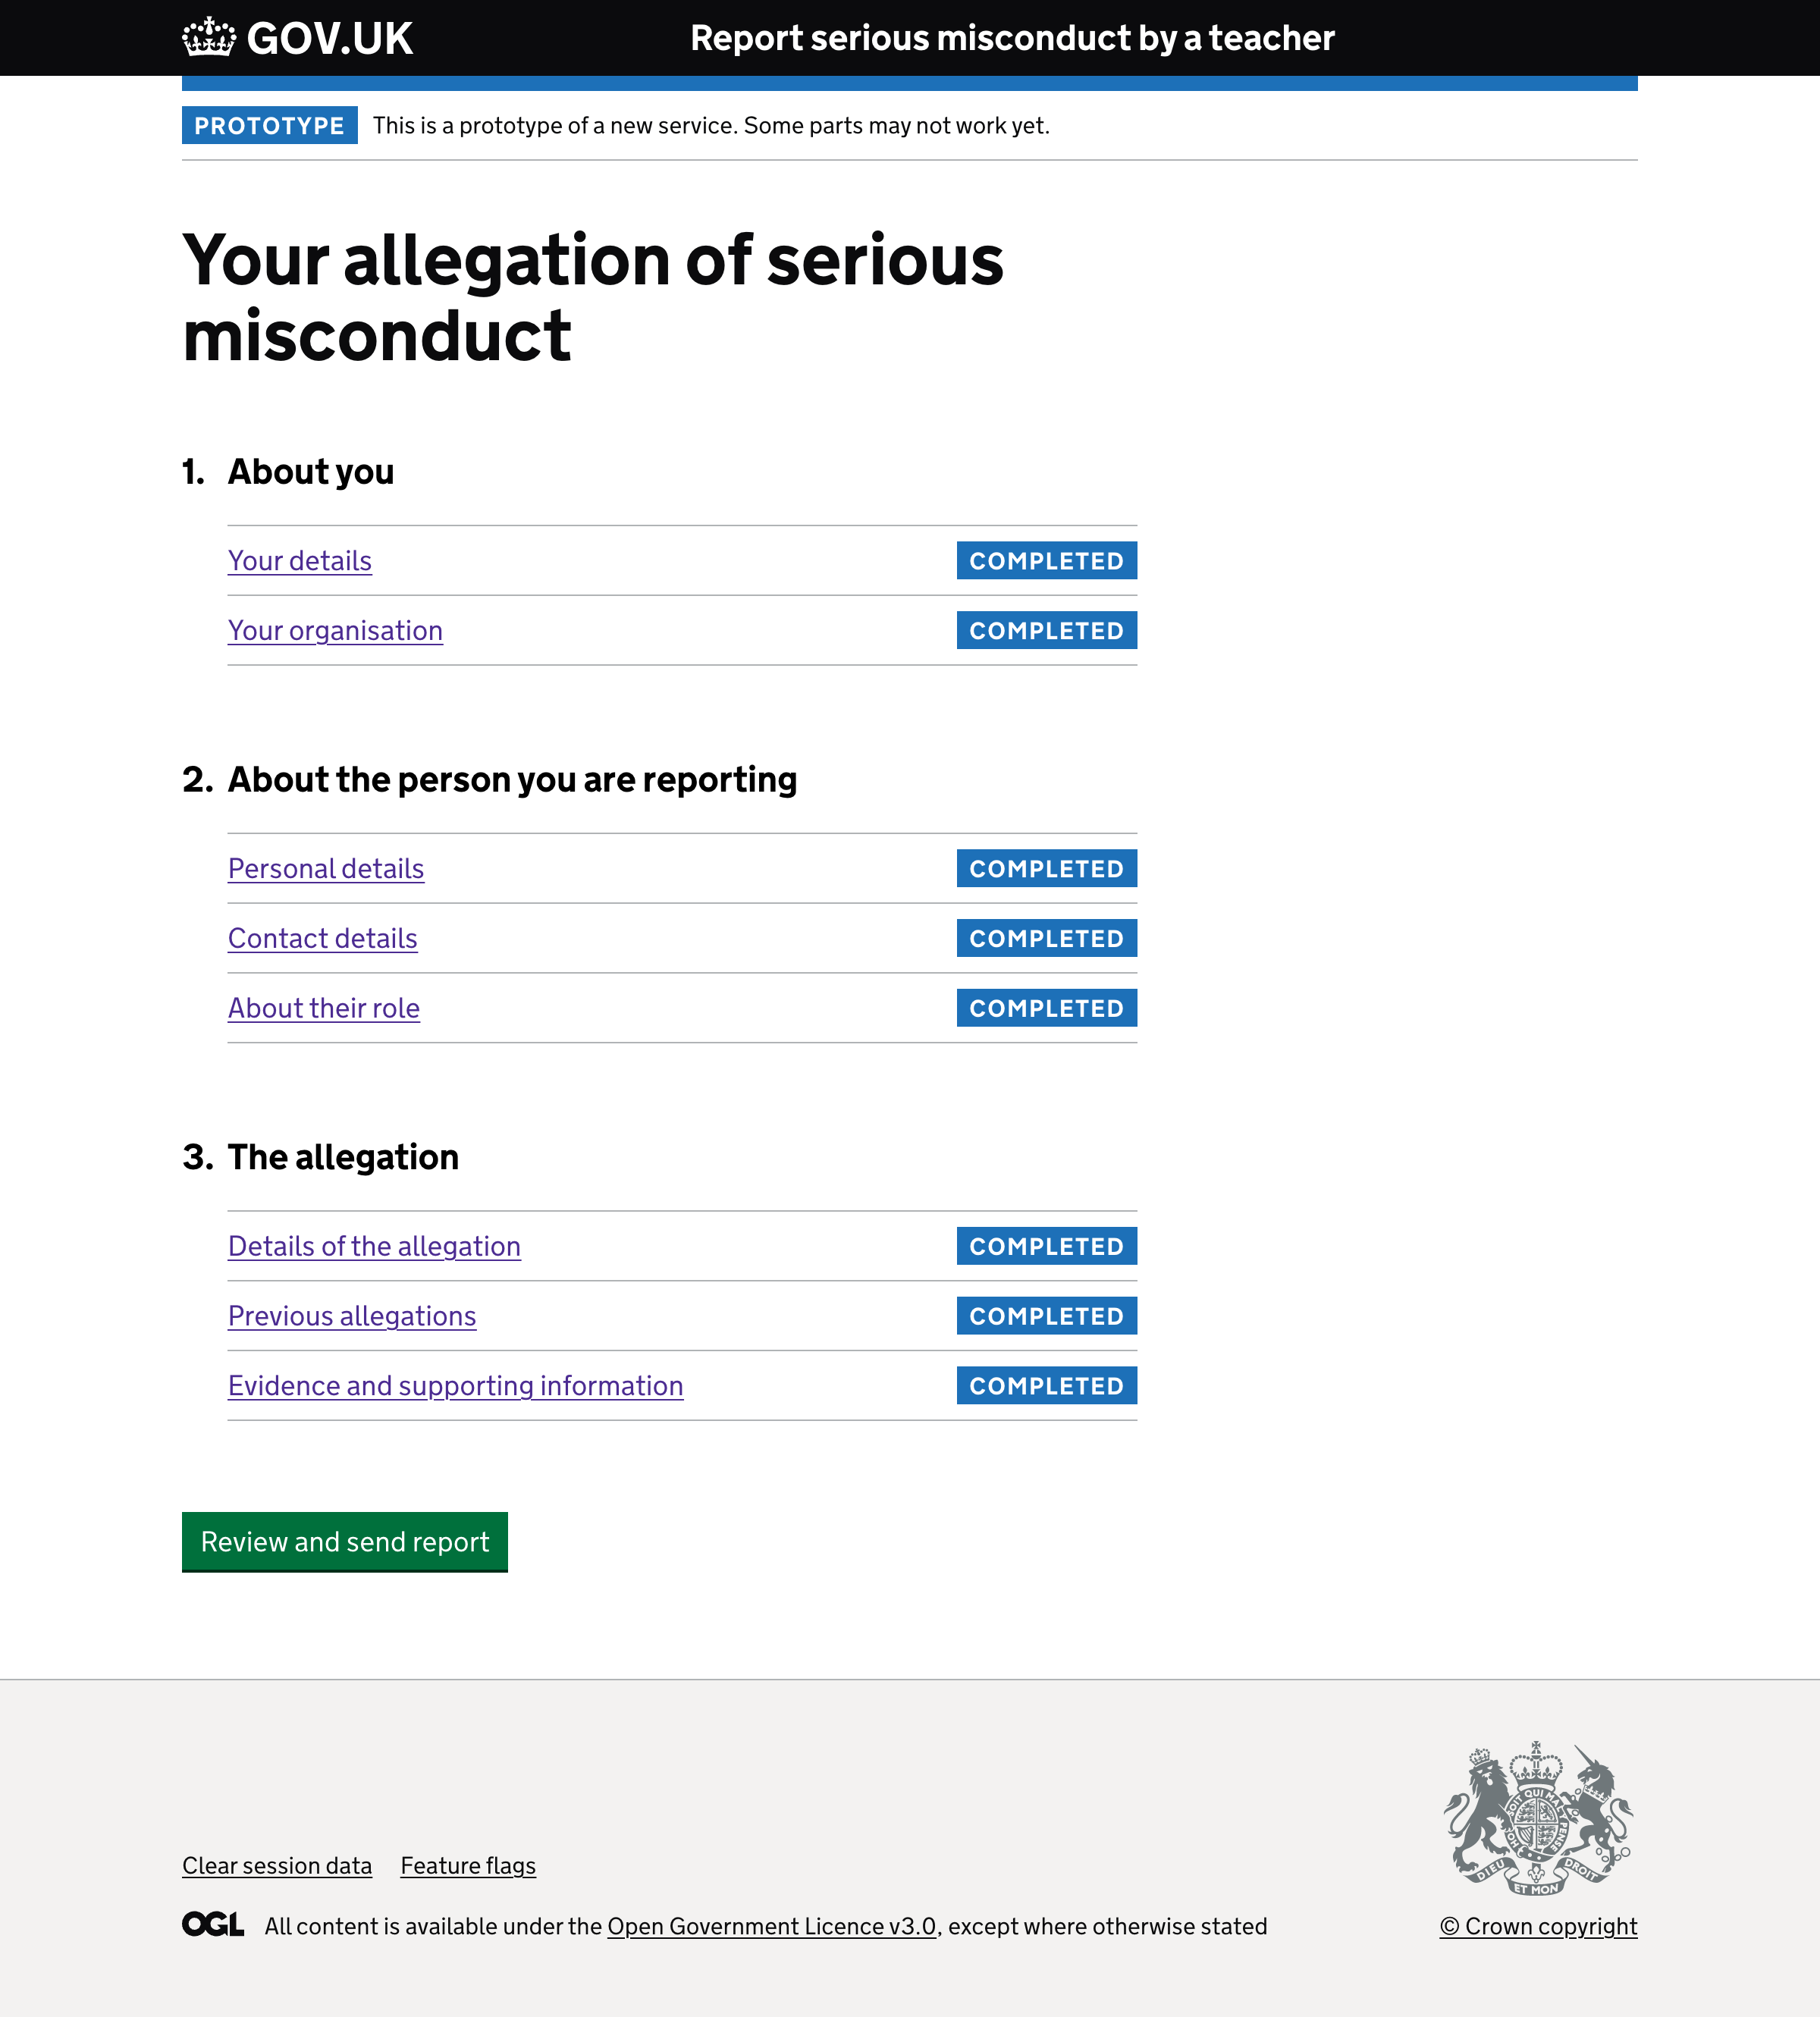 GOV.UK
Report serious misconduct by a teacher
PROTOTYPE This is a prototype of a new service. Some parts may not work yet.
Your allegation of serious
misconduct
1. About you
Your details COMPLETED
Your organisation COMPLETED
2. About the person you are reporting
Personal details COMPLETED
Contact details COMPLETED
About their role COMPLETED
3. The allegation
Details of the allegation COMPLETED
Previous allegations COMPLETED
Evidence and supporting information COMPLETED
Review and send report
DIEU ET MON DROIT
Clear session data Feature flags
OGL All content is available under the Open Government Licence v3.0, except where otherwise stated
© Crown copyright